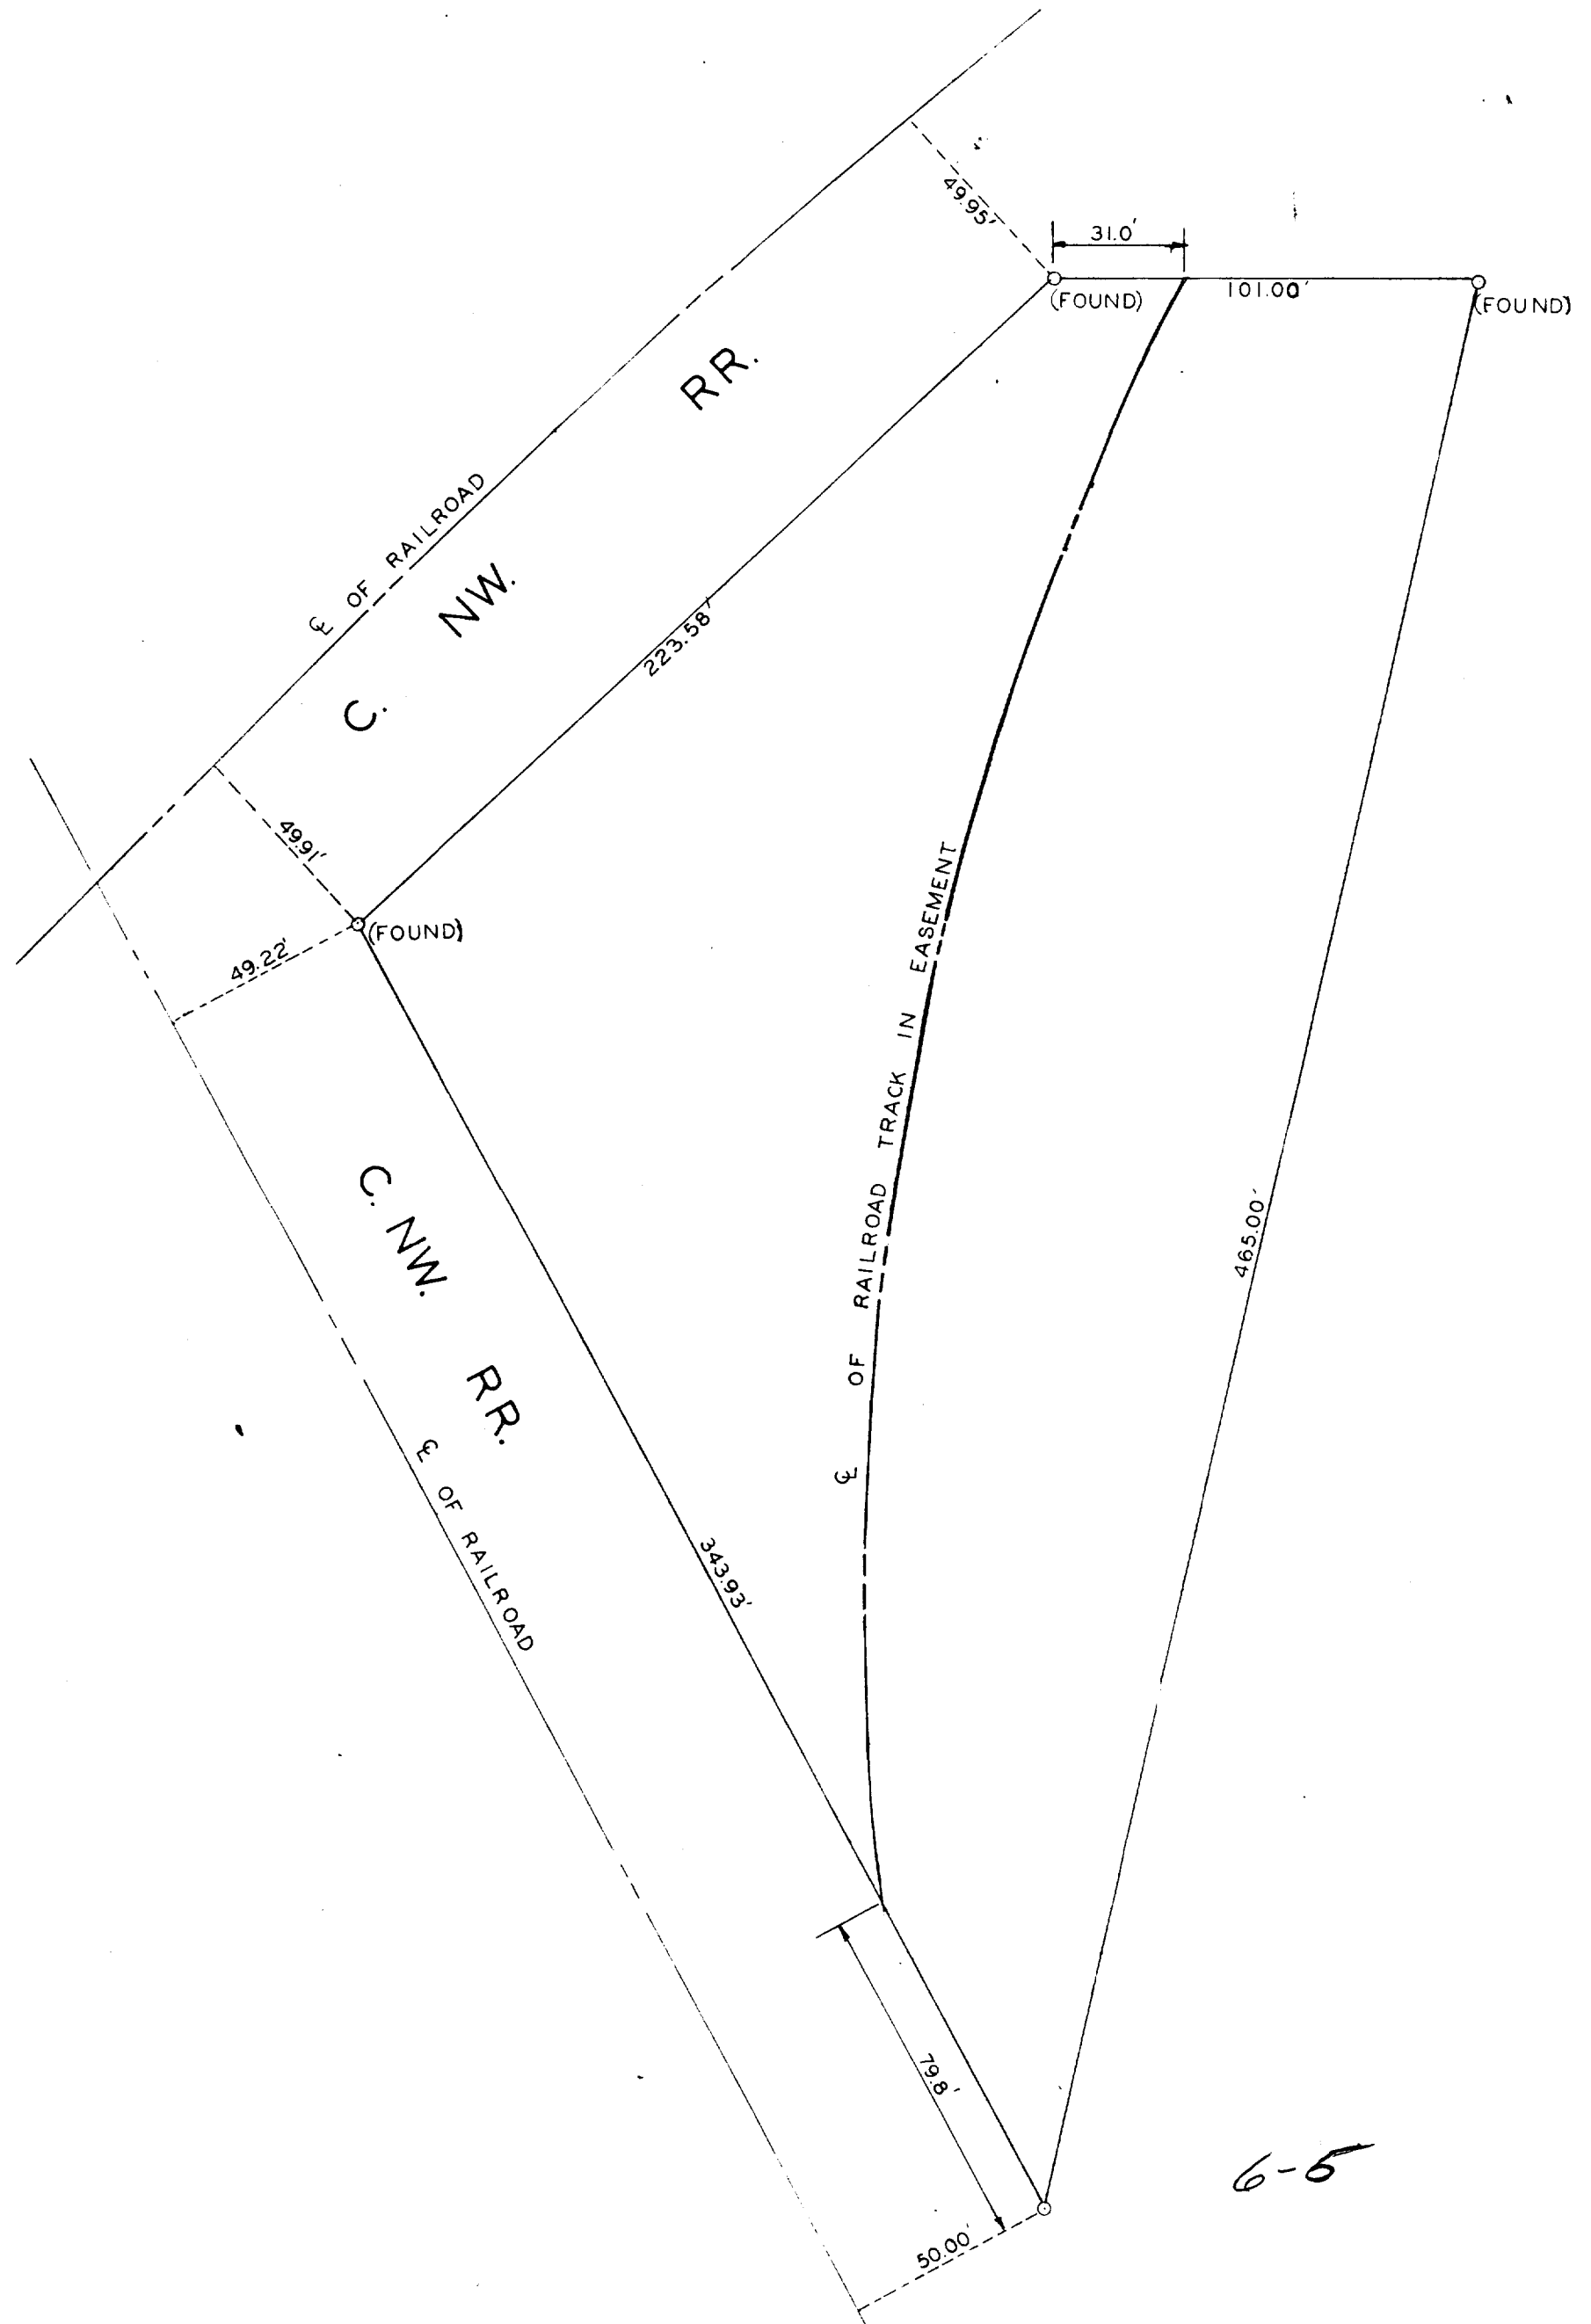 49.95'
31.0'
(FOUND)
101.00'
(FOUND)
C. NW. RR.
℄ OF RAILROAD
223.58'
49.91'
(FOUND)
49.22'
℄ OF RAILROAD TRACK IN EASEMENT
465.00'
C. NW. RR.
℄ OF RAILROAD
343.93'
79.8'
50.00'
6-5